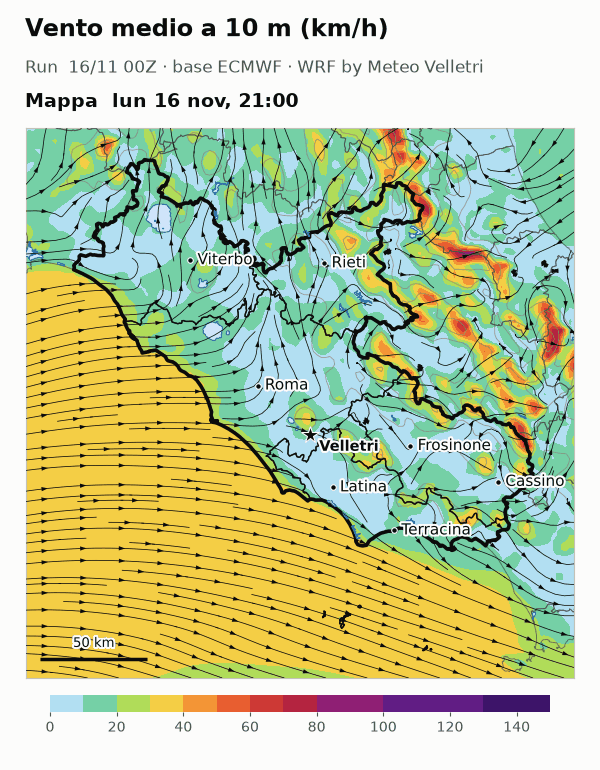 Vento medio a 10 m (km/h)
Run  16/11 00Z · base ECMWF · WRF by Meteo Velletri
Mappa  lun 16 nov, 21:00
Viterbo
Rieti
Roma
Velletri
Frosinone
Cassino
Latina
Terracina
50 km
0 20 40 60 80 100 120 140